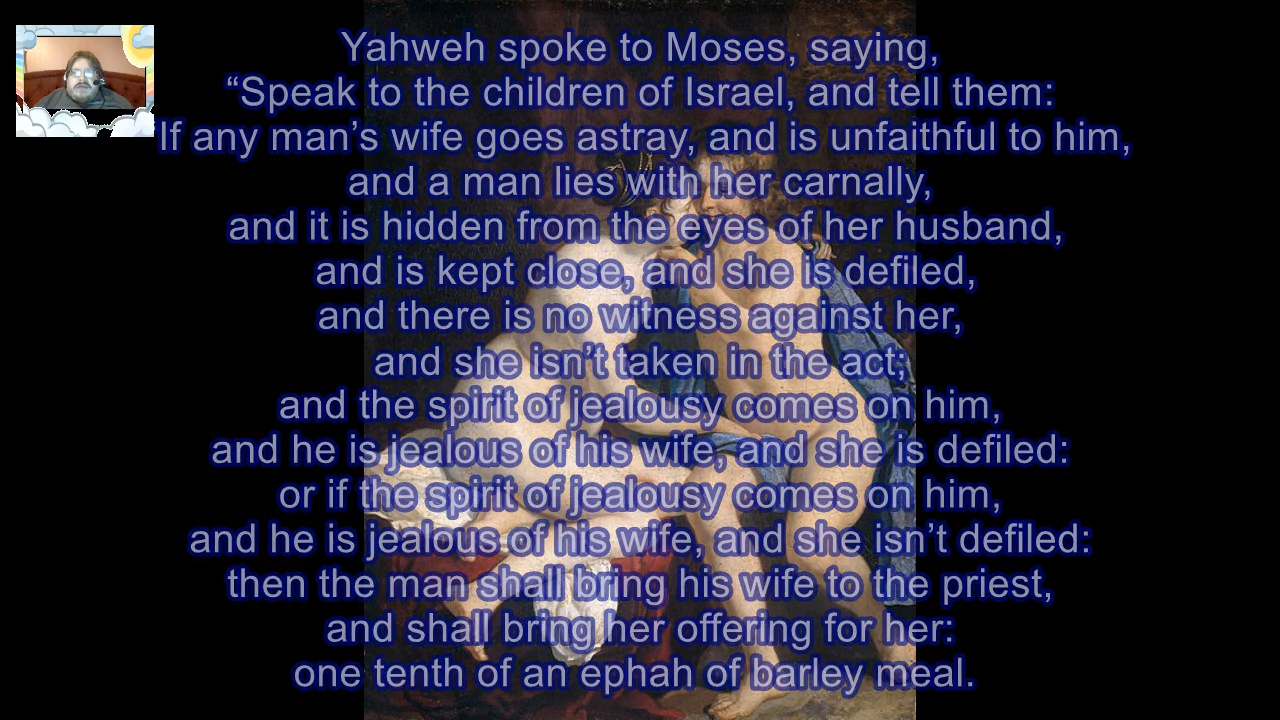 Yahweh spoke to Moses, saying,
“Speak to the children of Israel, and tell them:
‘If any man’s wife goes astray, and is unfaithful to him,
and a man lies with her carnally,
and it is hidden from the eyes of her husband,
and is kept close, and she is defiled,
and there is no witness against her,
and she isn’t taken in the act;
and the spirit of jealousy comes on him,
and he is jealous of his wife, and she is defiled:
or if the spirit of jealousy comes on him,
and he is jealous of his wife, and she isn’t defiled:
then the man shall bring his wife to the priest,
and shall bring her offering for her:
one tenth of an ephah of barley meal.